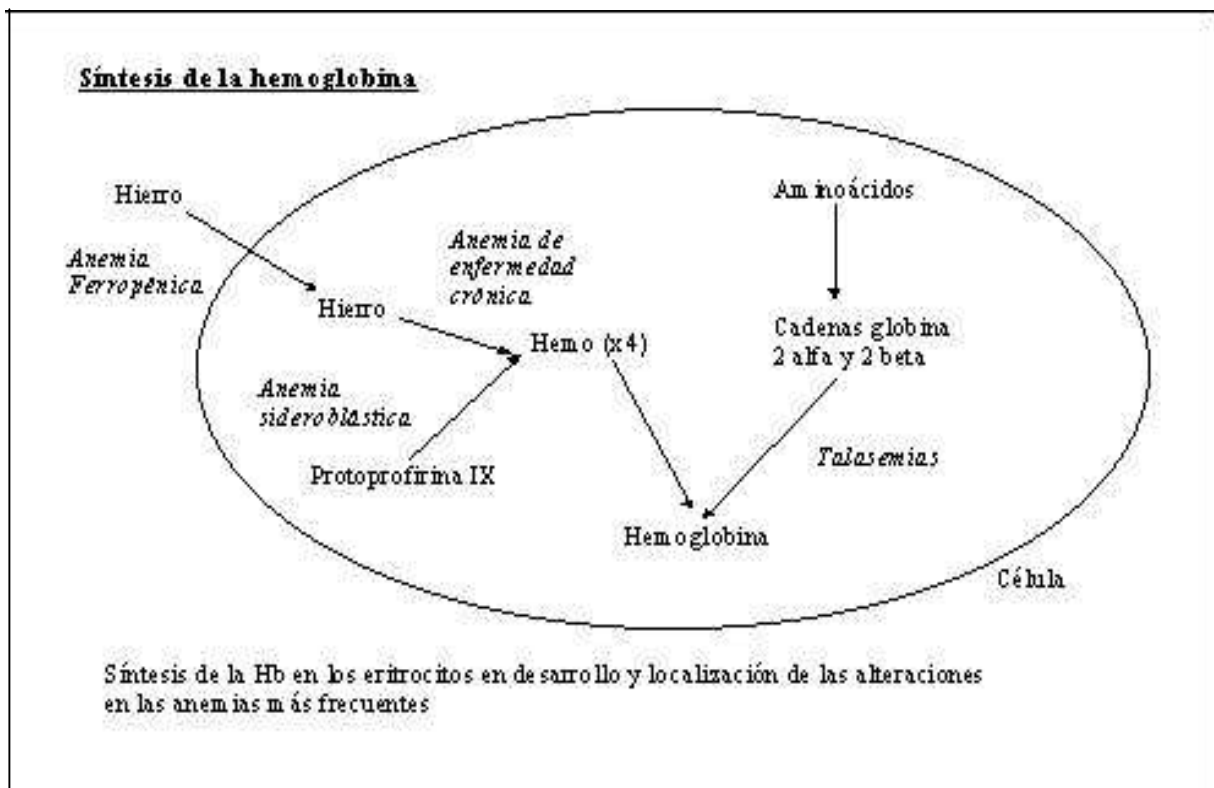 Síntesis de la hemoglobina
Hierro
Aminoácidos
Anemia
Ferropénica
Anemia de
enfermedad
crónica
Hierro
Hemo (x4)
Cadenas globina
2 alfa y 2 beta
Anemia
sideroblástica
Protoprofirina IX
Talasemias
Hemoglobina
Célula
Síntesis de la Hb en los eritrocitos en desarrollo y localización de las alteraciones
en las anemias más frecuentes